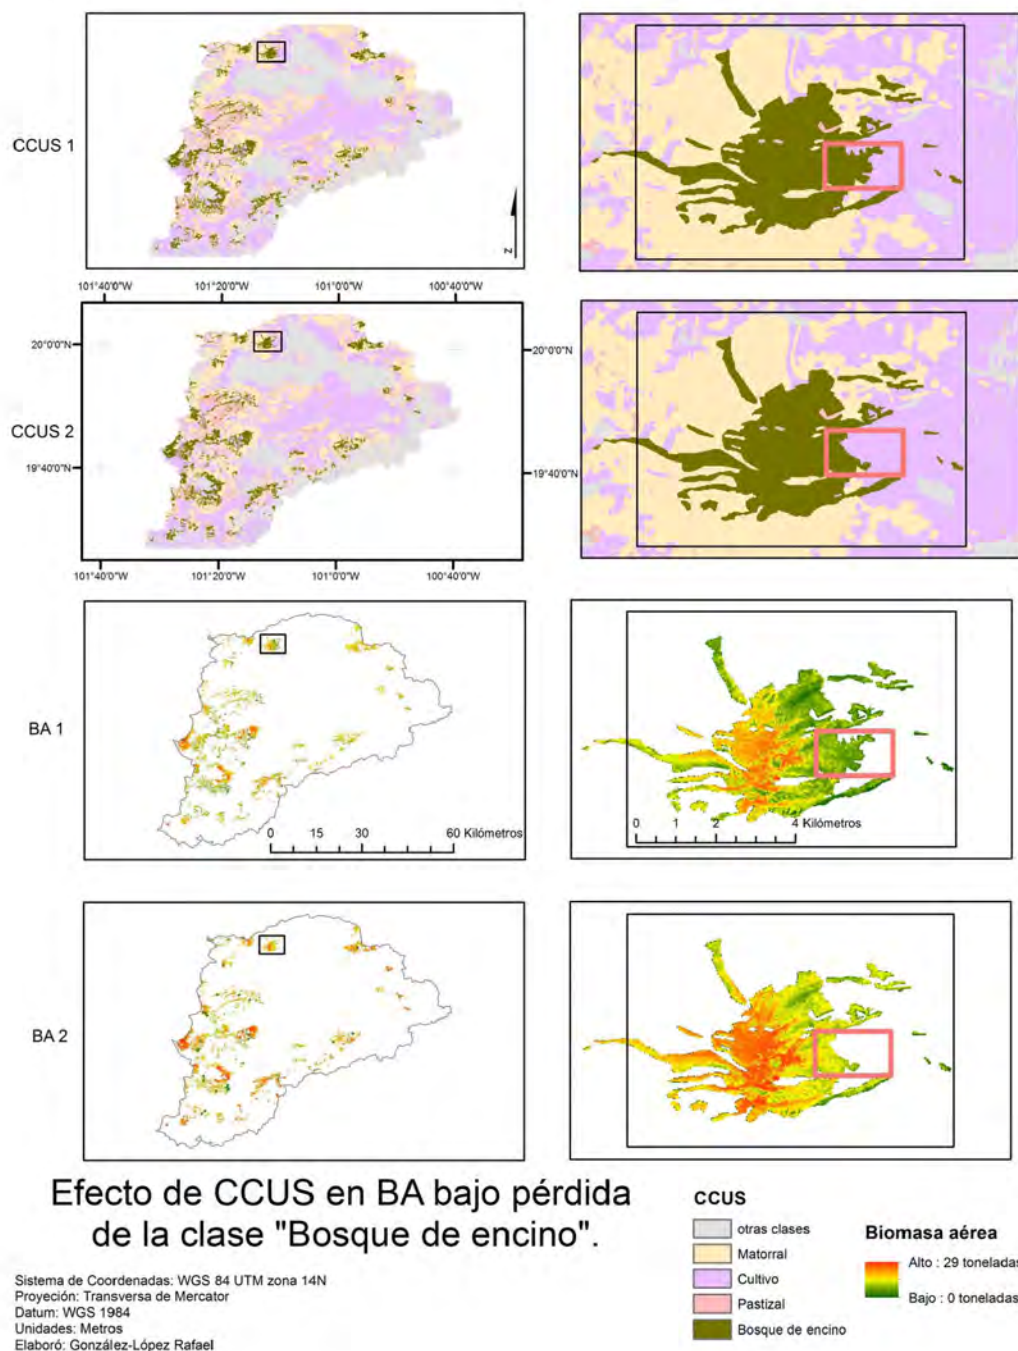 CCUS 1
N
101°40'0"W 101°20'0"W 101°0'0"W 100°40'0"W
20°0'0"N
20°0'0"N
CCUS 2
19°40'0"N
19°40'0"N
101°40'0"W 101°20'0"W 101°0'0"W 100°40'0"W
BA 1
0 15 30 60 Kilómetros
0 1 2 4 Kilómetros
BA 2
Efecto de CCUS en BA bajo pérdida
de la clase "Bosque de encino".
Sistema de Coordenadas: WGS 84 UTM zona 14N
Proyeción: Transversa de Mercator
Datum: WGS 1984
Unidades: Metros
Elaboró: González-López Rafael
CCUS
otras clases
Matorral
Cultivo
Pastizal
Bosque de encino
Biomasa aérea
Alto : 29 toneladas
Bajo : 0 toneladas